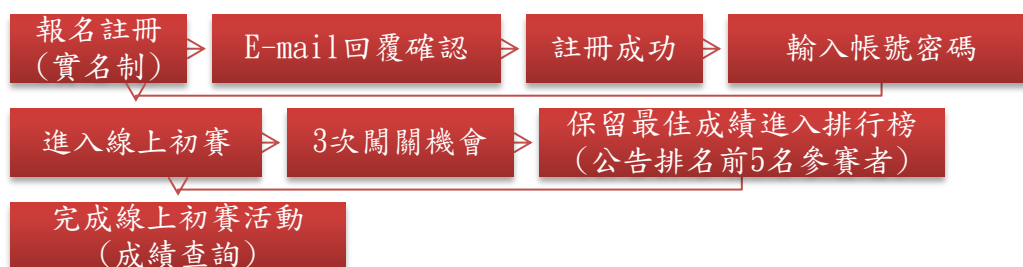 報名註冊
(實名制)
E-mail回覆確認
註冊成功
輸入帳號密碼
進入線上初賽
3次闖關機會
保留最佳成績進入排行榜
(公告排名前5名參賽者)
完成線上初賽活動
(成績查詢)